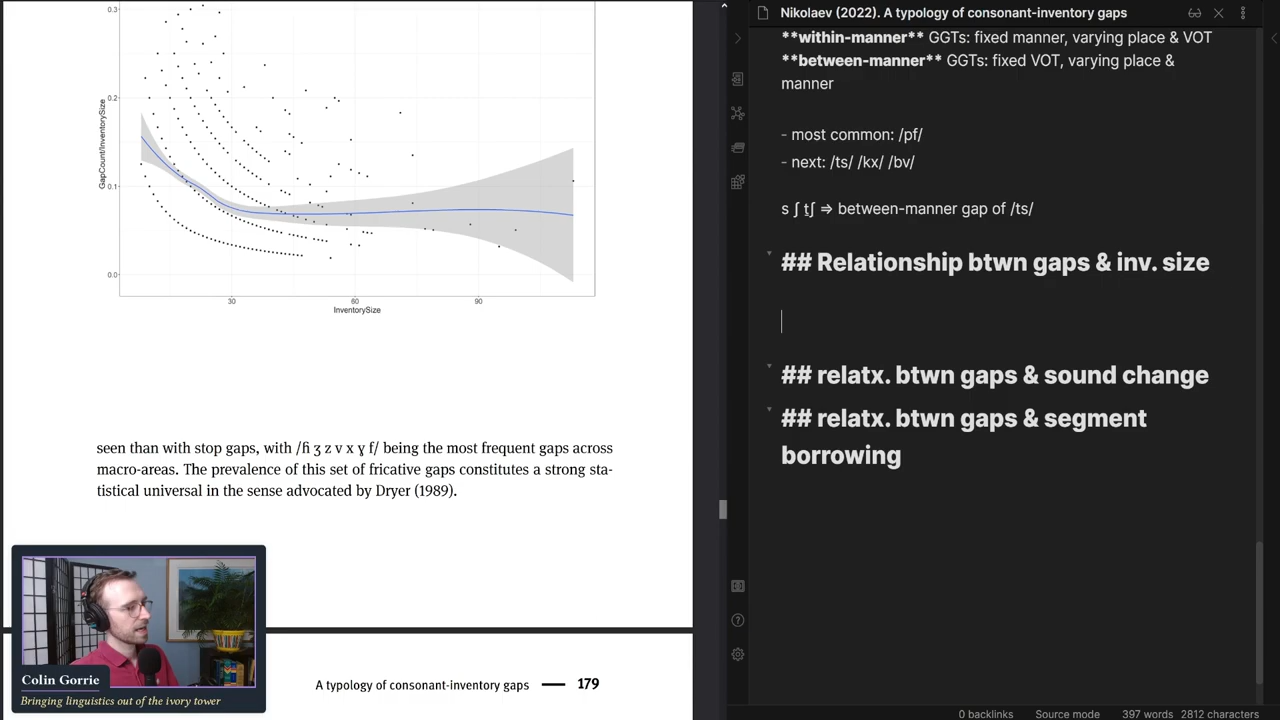 0.3
0.2
0.1
0.0
GapCount/InventorySize
30
60
90
InventorySize
seen than with stop gaps, with /ɦ ʒ z v x ɣ f/ being the most frequent gaps across
macro-areas. The prevalence of this set of fricative gaps constitutes a strong sta-
tistical universal in the sense advocated by Dryer (1989).
A typology of consonant-inventory gaps — 179
Colin Gorrie
Bringing linguistics out of the ivory tower
Nikolaev (2022). A typology of consonant-inventory gaps
**within-manner** GGTs: fixed manner, varying place & VOT
**between-manner** GGTs: fixed VOT, varying place &
manner
- most common: /pf/
- next: /ts/ /kx/ /bv/
s ʃ t̠ʃ ⇒ between-manner gap of /ts/
## Relationship btwn gaps & inv. size
## relatx. btwn gaps & sound change
## relatx. btwn gaps & segment
borrowing
0 backlinks
Source mode
397 words
2812 characters